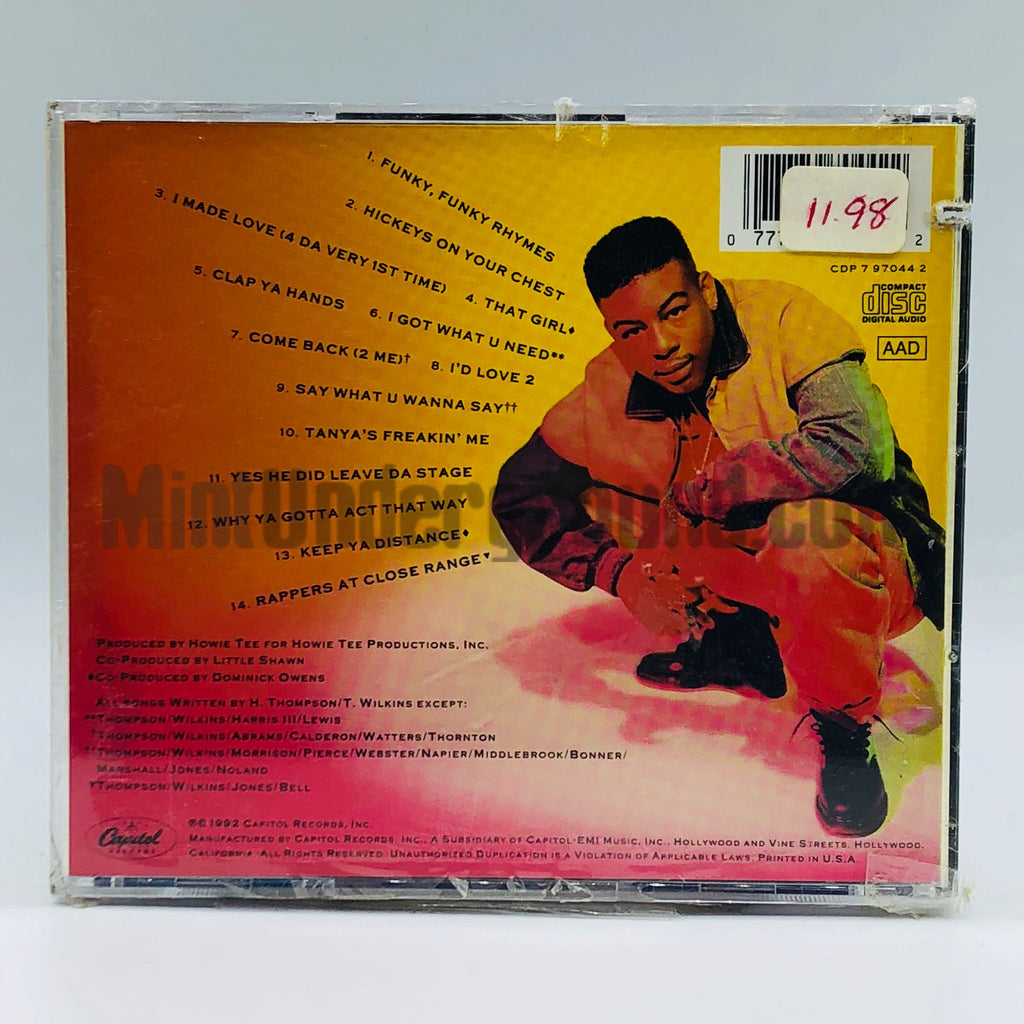 1. FUNKY, FUNKY RHYMES
2. HICKEYS ON YOUR CHEST
3. I MADE LOVE (4 DA VERY 1ST TIME)
4. THAT GIRL♦
5. CLAP YA HANDS
6. I GOT WHAT U NEED**
7. COME BACK (2 ME)†
8. I'D LOVE 2
9. SAY WHAT U WANNA SAY††
10. TANYA'S FREAKIN' ME
11. YES HE DID LEAVE DA STAGE
12. WHY YA GOTTA ACT THAT WAY
13. KEEP YA DISTANCE♦
14. RAPPERS AT CLOSE RANGE▼
11.98
0 777 2
CDP 7 97044 2
COMPACT
disc
DIGITAL AUDIO
AAD
MinxUnderground.com
PRODUCED BY HOWIE TEE FOR HOWIE TEE PRODUCTIONS, INC.
CO-PRODUCED BY LITTLE SHAWN
♦CO-PRODUCED BY DOMINICK OWENS
ALL SONGS WRITTEN BY H. THOMPSON/T. WILKINS EXCEPT:
**THOMPSON/WILKINS/HARRIS III/LEWIS
†THOMPSON/WILKINS/ABRAMS/CALDERON/WATTERS/THORNTON
††THOMPSON/WILKINS/MORRISON/PIERCE/WEBSTER/NAPIER/MIDDLEBROOK/BONNER/
MARSHALL/JONES/NOLAND
▼THOMPSON/WILKINS/JONES/BELL
Capitol
RECORDS
℗©1992 CAPITOL RECORDS, INC.
MANUFACTURED BY CAPITOL RECORDS, INC., A SUBSIDIARY OF CAPITOL-EMI MUSIC, INC., HOLLYWOOD AND VINE STREETS, HOLLYWOOD,
CALIFORNIA. ALL RIGHTS RESERVED. UNAUTHORIZED DUPLICATION IS A VIOLATION OF APPLICABLE LAWS. PRINTED IN U.S.A.